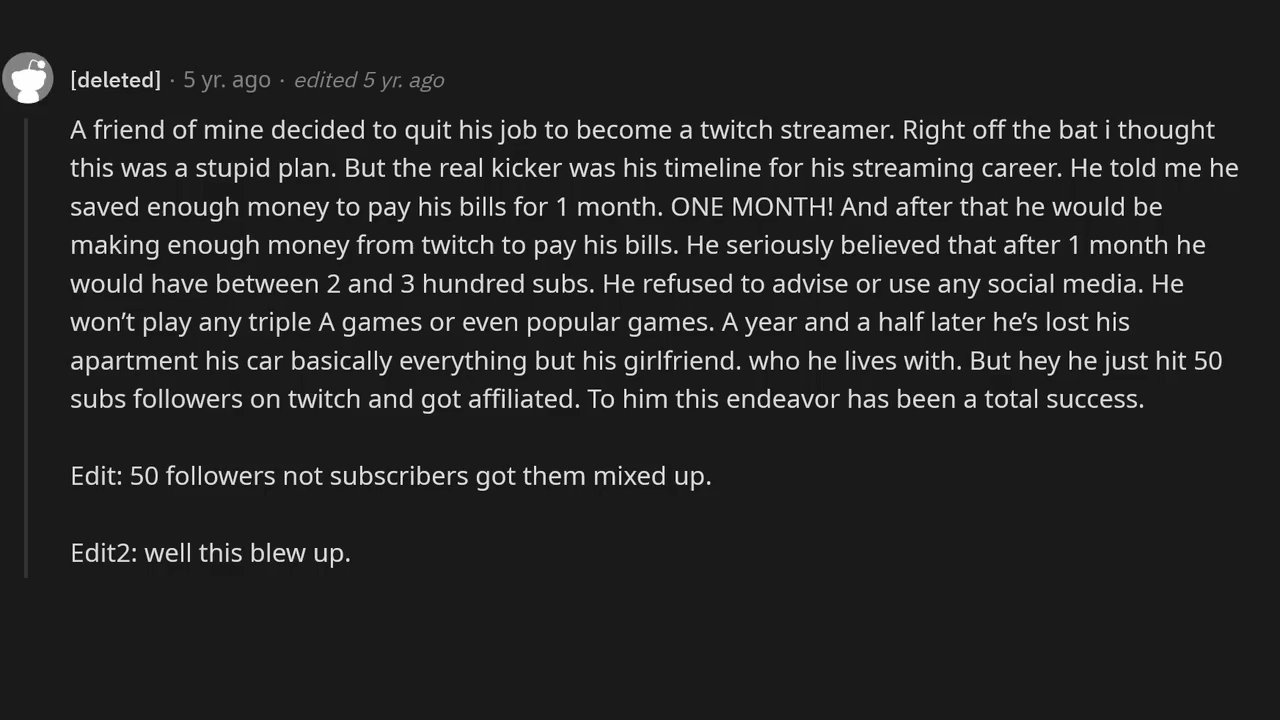 [deleted] · 5 yr. ago · edited 5 yr. ago
A friend of mine decided to quit his job to become a twitch streamer. Right off the bat i thought
this was a stupid plan. But the real kicker was his timeline for his streaming career. He told me he
saved enough money to pay his bills for 1 month. ONE MONTH! And after that he would be
making enough money from twitch to pay his bills. He seriously believed that after 1 month he
would have between 2 and 3 hundred subs. He refused to advise or use any social media. He
won’t play any triple A games or even popular games. A year and a half later he’s lost his
apartment his car basically everything but his girlfriend. who he lives with. But hey he just hit 50
subs followers on twitch and got affiliated. To him this endeavor has been a total success.
Edit: 50 followers not subscribers got them mixed up.
Edit2: well this blew up.